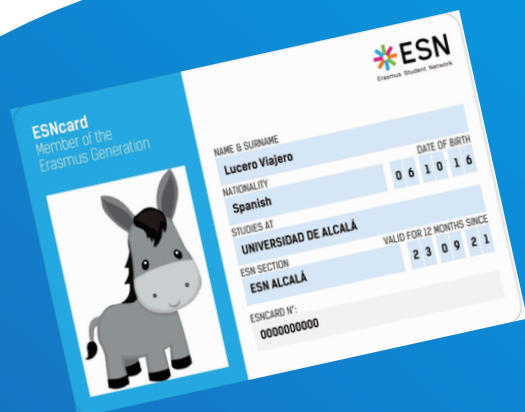 ESNcard
Member of the
Erasmus Generation
ESN
Erasmus Student Network
NAME & SURNAME
Lucero Viajero
NATIONALITY
Spanish
DATE OF BIRTH
0 6 1 0 1 6
STUDIES AT
UNIVERSIDAD DE ALCALÁ
ESN SECTION
ESN ALCALÁ
VALID FOR 12 MONTHS SINCE
2 3 0 9 2 1
ESNCARD Nº:
0000000000